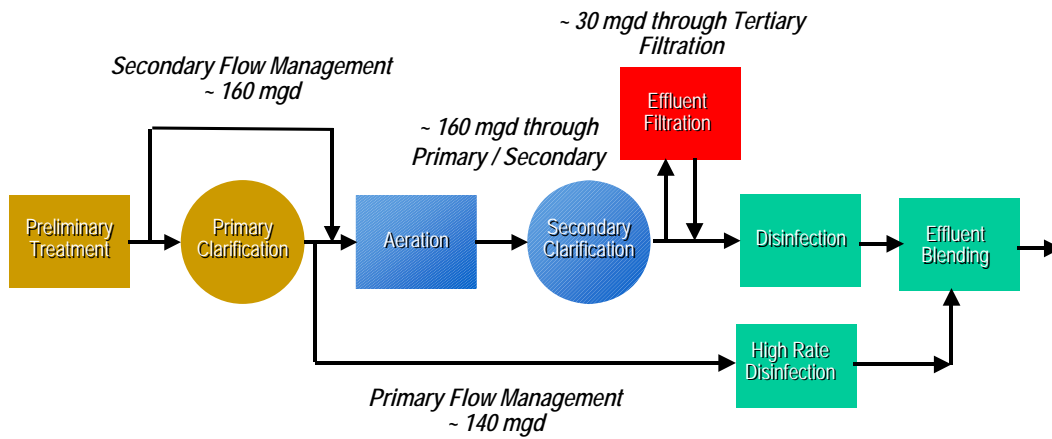 ~ 30 mgd through Tertiary
Filtration
Secondary Flow Management
~ 160 mgd
Effluent
Filtration
~ 160 mgd through
Primary / Secondary
Preliminary
Treatment
Primary
Clarification
Aeration
Secondary
Clarification
Disinfection
Effluent
Blending
High Rate
Disinfection
Primary Flow Management
~ 140 mgd